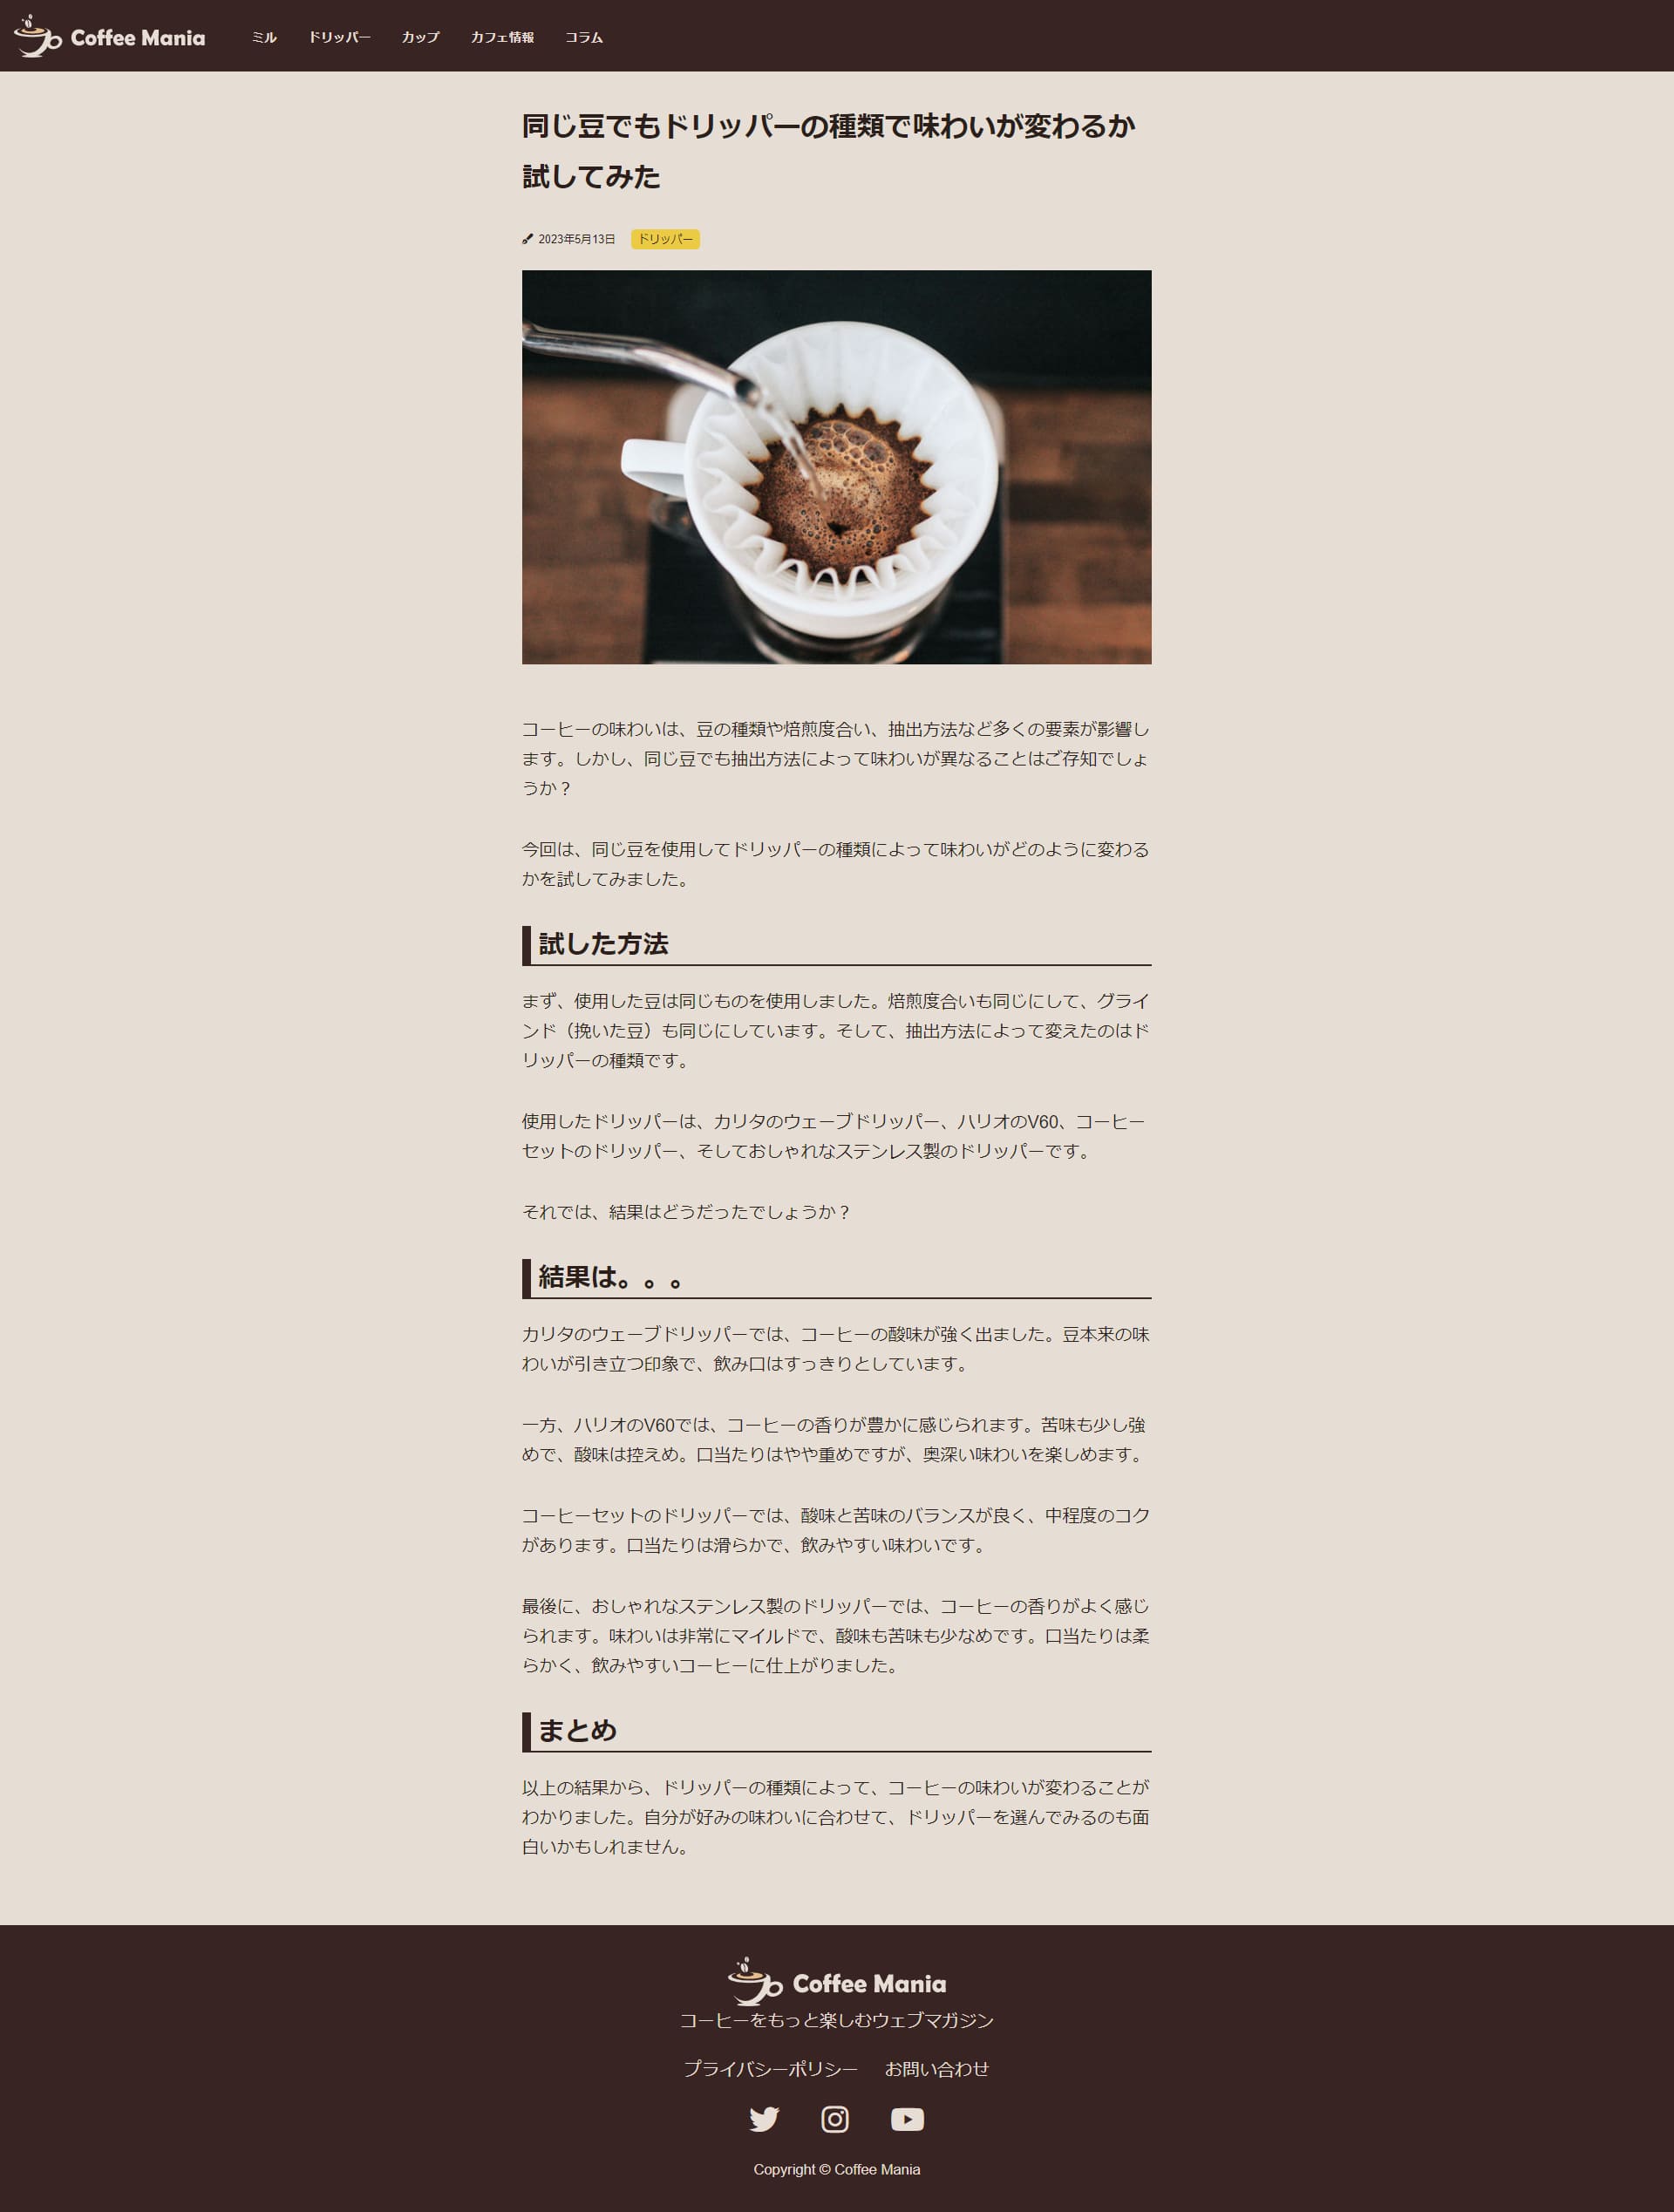 Coffee Mania
ミル ドリッパー カップ カフェ情報 コラム
同じ豆でもドリッパーの種類で味わいが変わるか
試してみた
2023年5月13日 ドリッパー
コーヒーの味わいは、豆の種類や焙煎度合い、抽出方法など多くの要素が影響し
ます。しかし、同じ豆でも抽出方法によって味わいが異なることはご存知でしょ
うか？
今回は、同じ豆を使用してドリッパーの種類によって味わいがどのように変わる
かを試してみました。
試した方法
まず、使用した豆は同じものを使用しました。焙煎度合いも同じにして、グライ
ンド（挽いた豆）も同じにしています。そして、抽出方法によって変えたのはド
リッパーの種類です。
使用したドリッパーは、カリタのウェーブドリッパー、ハリオのV60、コーヒー
セットのドリッパー、そしておしゃれなステンレス製のドリッパーです。
それでは、結果はどうだったでしょうか？
結果は。。。
カリタのウェーブドリッパーでは、コーヒーの酸味が強く出ました。豆本来の味
わいが引き立つ印象で、飲み口はすっきりとしています。
一方、ハリオのV60では、コーヒーの香りが豊かに感じられます。苦味も少し強
めで、酸味は控えめ。口当たりはやや重めですが、奥深い味わいを楽しめます。
コーヒーセットのドリッパーでは、酸味と苦味のバランスが良く、中程度のコク
があります。口当たりは滑らかで、飲みやすい味わいです。
最後に、おしゃれなステンレス製のドリッパーでは、コーヒーの香りがよく感じ
られます。味わいは非常にマイルドで、酸味も苦味も少なめです。口当たりは柔
らかく、飲みやすいコーヒーに仕上がりました。
まとめ
以上の結果から、ドリッパーの種類によって、コーヒーの味わいが変わることが
わかりました。自分が好みの味わいに合わせて、ドリッパーを選んでみるのも面
白いかもしれません。
Coffee Mania
コーヒーをもっと楽しむウェブマガジン
プライバシーポリシー お問い合わせ
Copyright © Coffee Mania